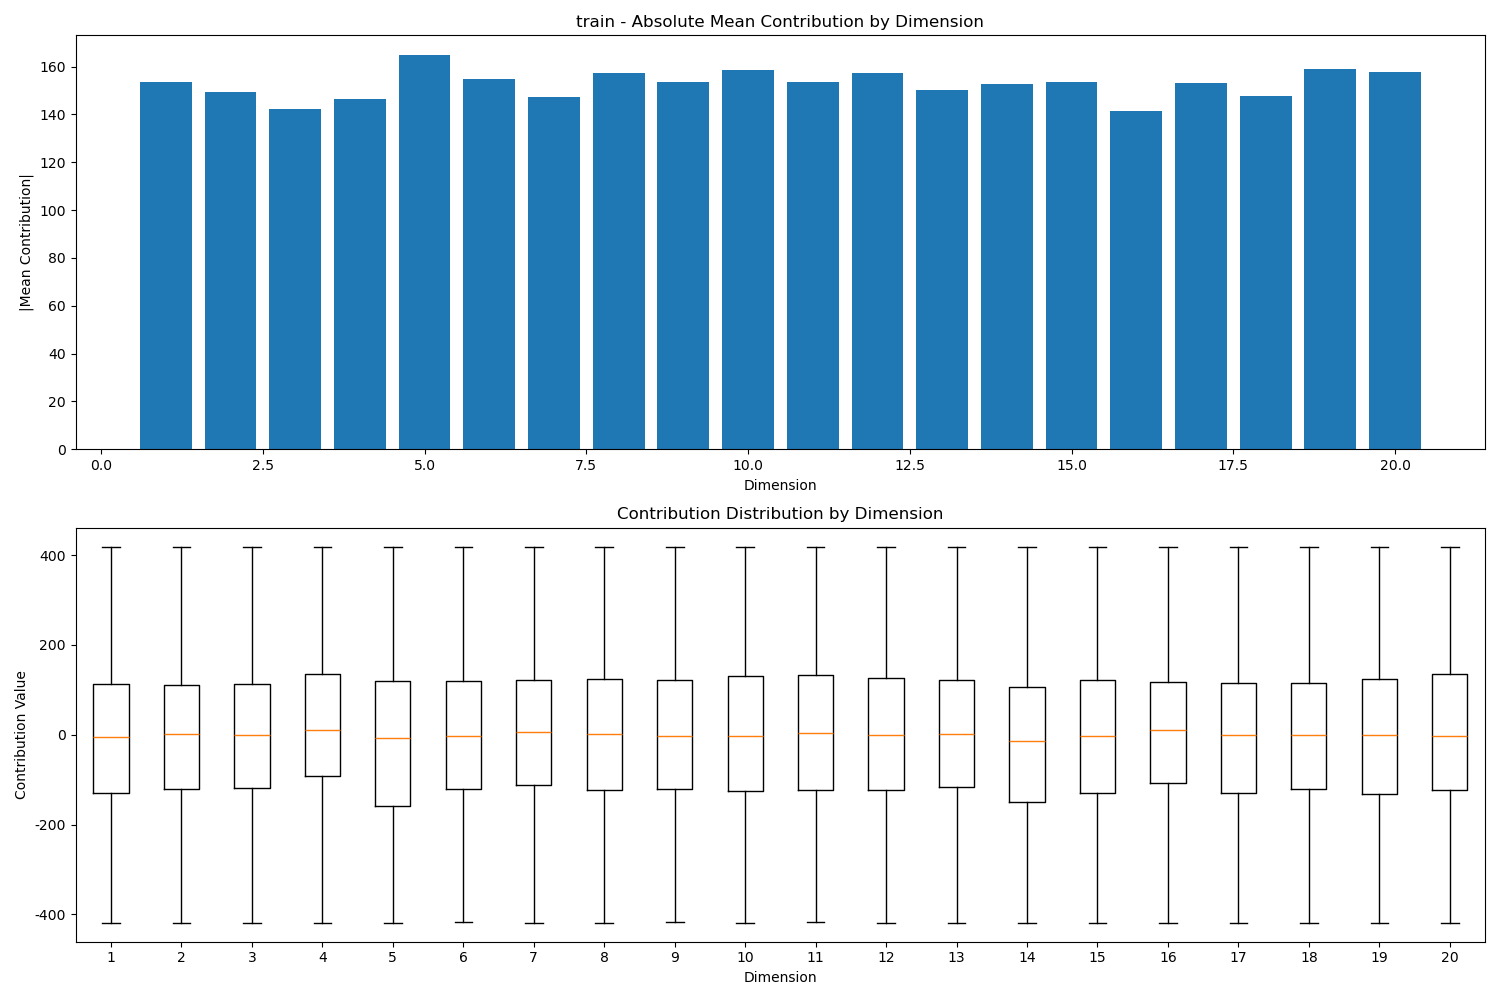 train - Absolute Mean Contribution by Dimension
|Mean Contribution|
160
140
120
100
80
60
40
20
0
0.0 2.5 5.0 7.5 10.0 12.5 15.0 17.5 20.0
Dimension
Contribution Distribution by Dimension
Contribution Value
400
200
0
-200
-400
1 2 3 4 5 6 7 8 9 10 11 12 13 14 15 16 17 18 19 20
Dimension